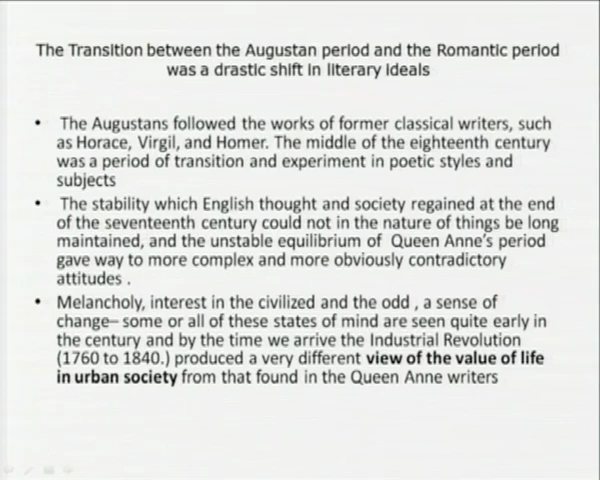 The Transition between the Augustan period and the Romantic period
was a drastic shift in literary ideals
• The Augustans followed the works of former classical writers, such
as Horace, Virgil, and Homer. The middle of the eighteenth century
was a period of transition and experiment in poetic styles and
subjects
• The stability which English thought and society regained at the end
of the seventeenth century could not in the nature of things be long
maintained, and the unstable equilibrium of Queen Anne's period
gave way to more complex and more obviously contradictory
attitudes .
• Melancholy, interest in the civilized and the odd , a sense of
change– some or all of these states of mind are seen quite early in
the century and by the time we arrive the Industrial Revolution
(1760 to 1840.) produced a very different view of the value of life
in urban society from that found in the Queen Anne writers